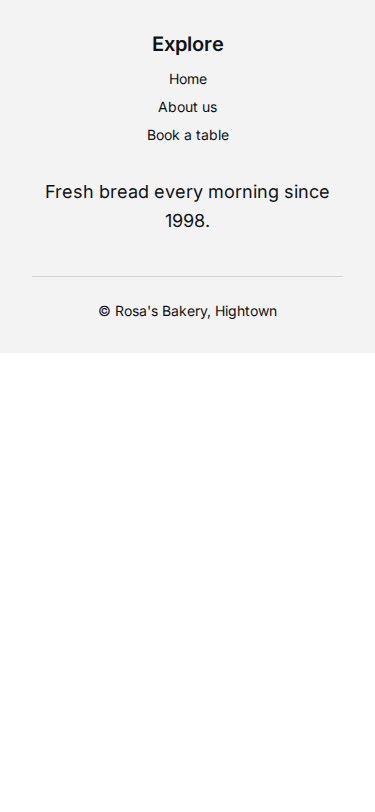 Explore
Home
About us
Book a table
Fresh bread every morning since
1998.
© Rosa's Bakery, Hightown